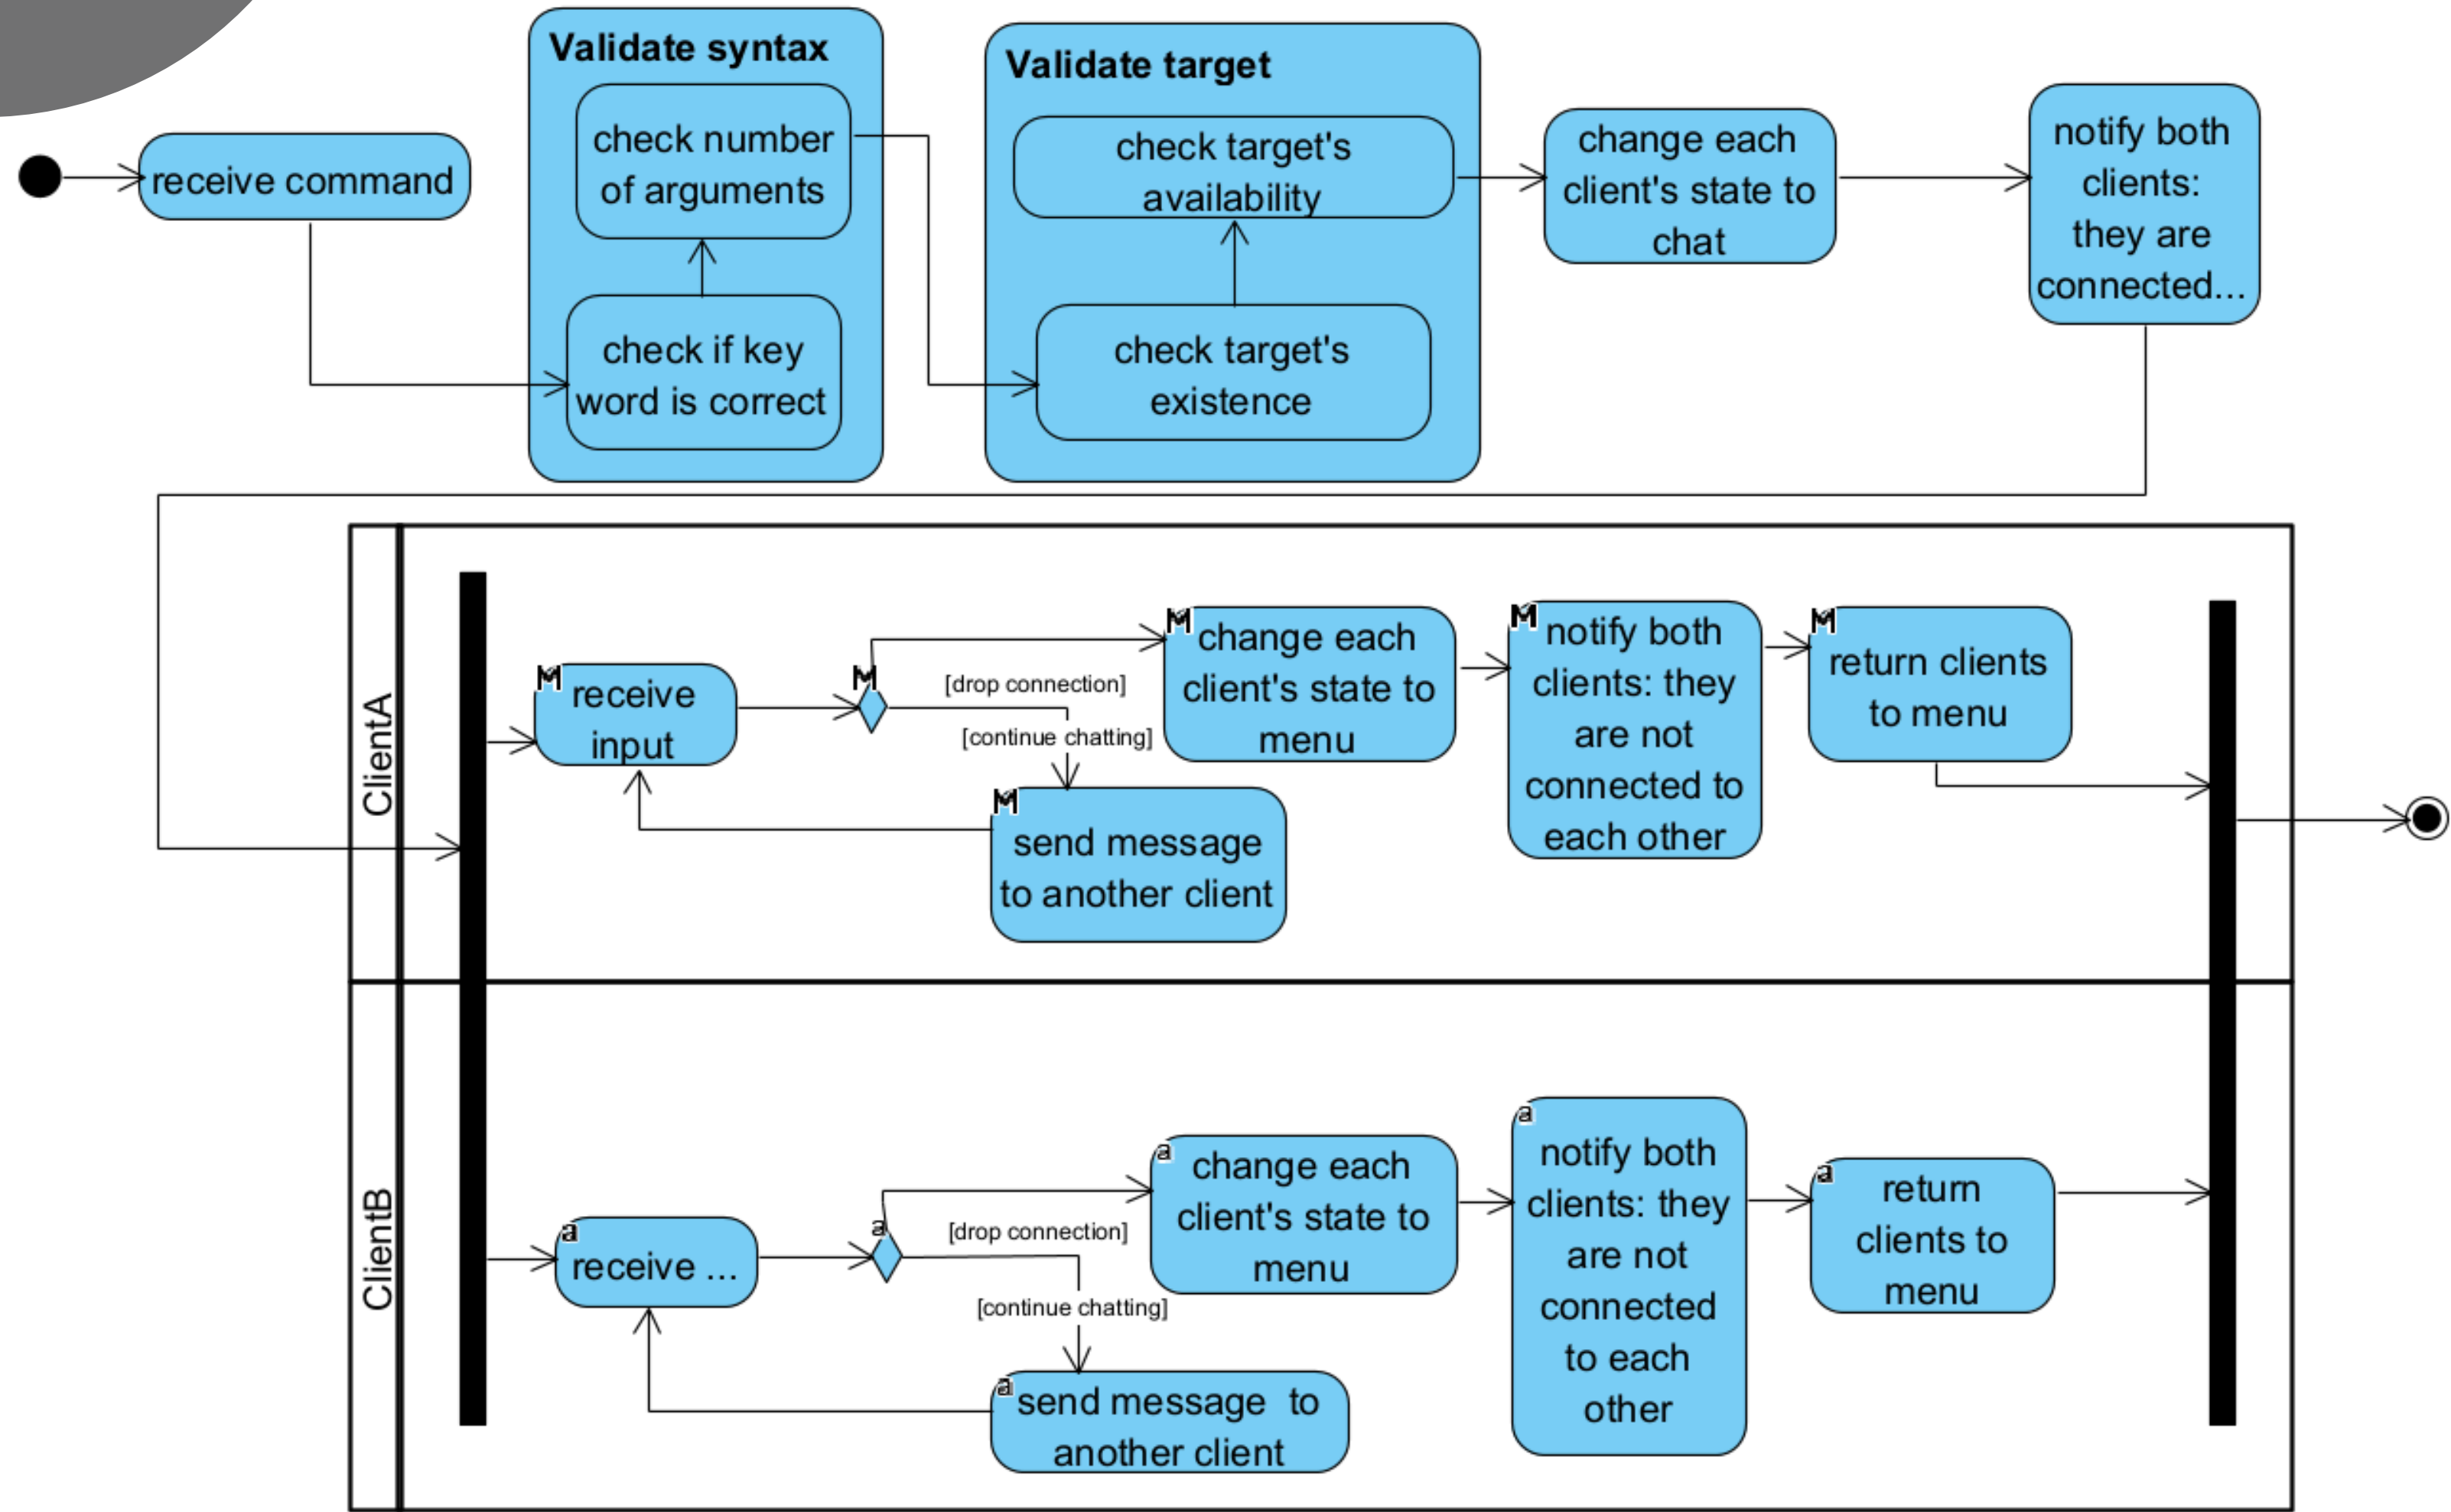 Validate syntax
check number
of arguments
check if key
word is correct
receive command
Validate target
check target's
availability
check target's
existence
change each
client's state to
chat
notify both
clients:
they are
connected...
ClientA
M
receive
input
M
[drop connection]
[continue chatting]
M
send message
to another client
M
change each
client's state to
menu
M
notify both
clients: they
are not
connected to
each other
M
return clients
to menu
ClientB
a
receive ...
a
[drop connection]
[continue chatting]
a
send message  to
another client
a
change each
client's state to
menu
a
notify both
clients: they
are not
connected
to each
other
a
return
clients to
menu